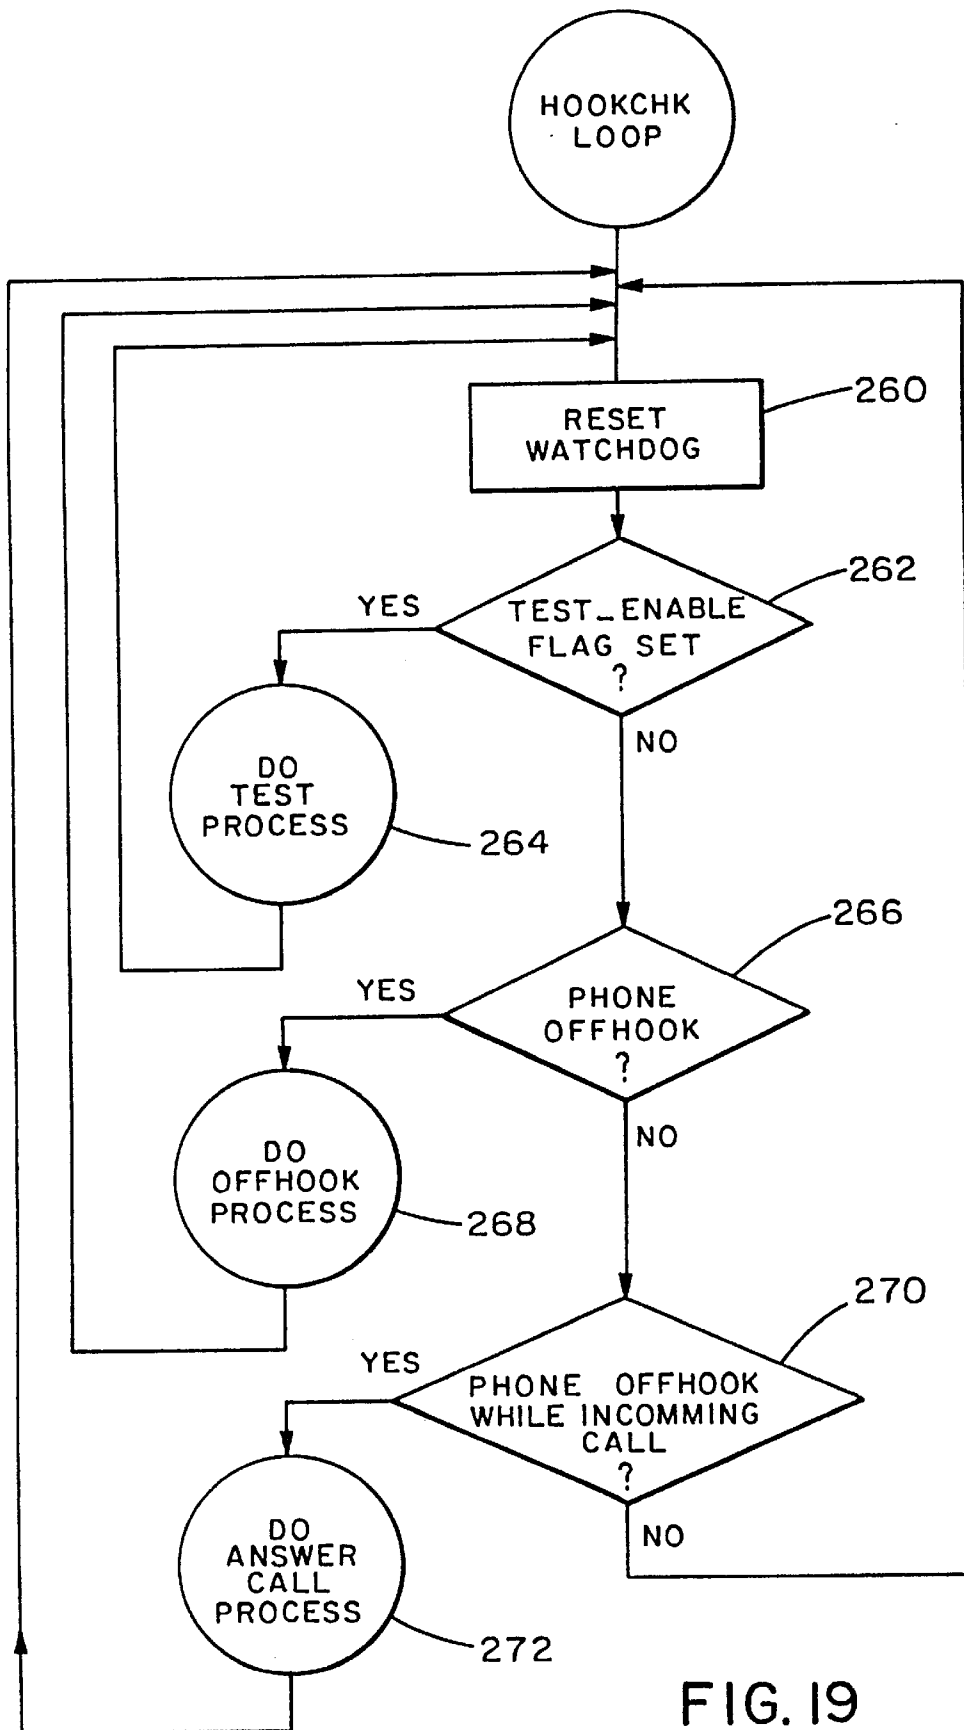 HOOKCHK
LOOP
RESET
WATCHDOG
260
TEST_ENABLE
FLAG SET
?
262
YES
NO
DO
TEST
PROCESS
264
PHONE
OFFHOOK
?
266
YES
NO
DO
OFFHOOK
PROCESS
268
PHONE OFFHOOK
WHILE INCOMMING
CALL
?
270
YES
NO
DO
ANSWER
CALL
PROCESS
272
FIG. 19